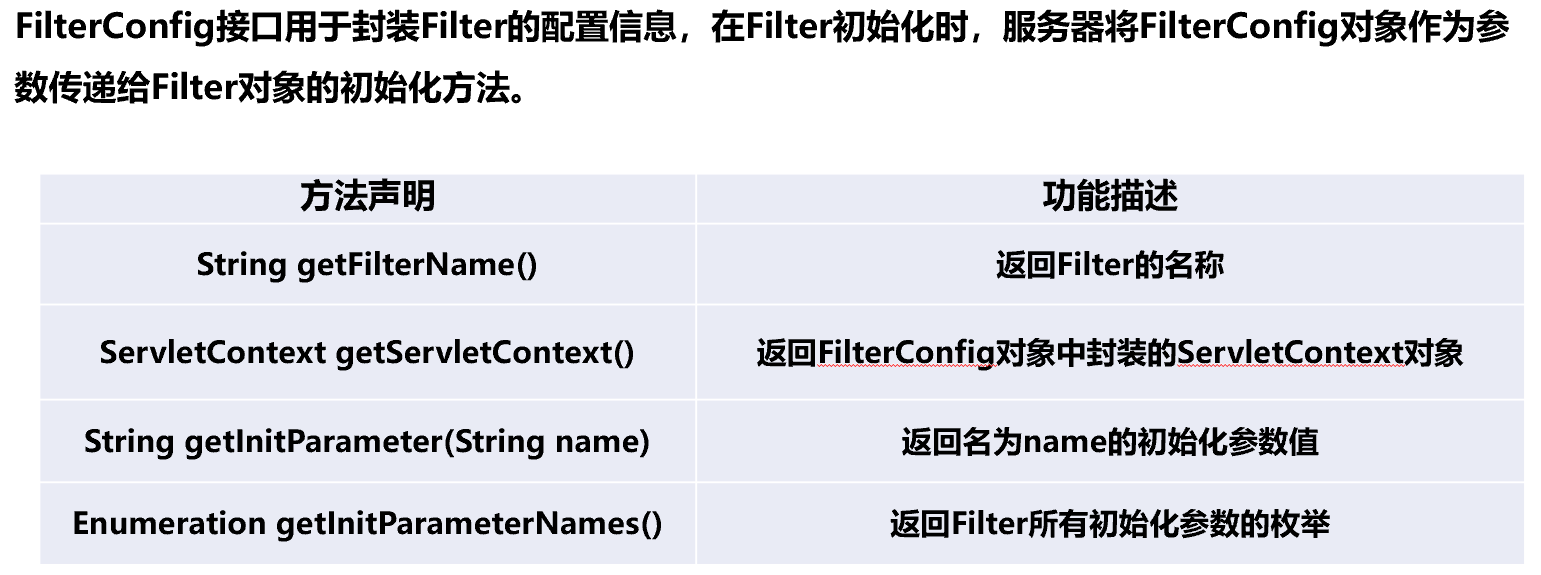 FilterConfig接口用于封装Filter的配置信息，在Filter初始化时，服务器将FilterConfig对象作为参
数传递给Filter对象的初始化方法。
方法声明 功能描述
String getFilterName() 返回Filter的名称
ServletContext getServletContext() 返回FilterConfig对象中封装的ServletContext对象
String getInitParameter(String name) 返回名为name的初始化参数值
Enumeration getInitParameterNames() 返回Filter所有初始化参数的枚举